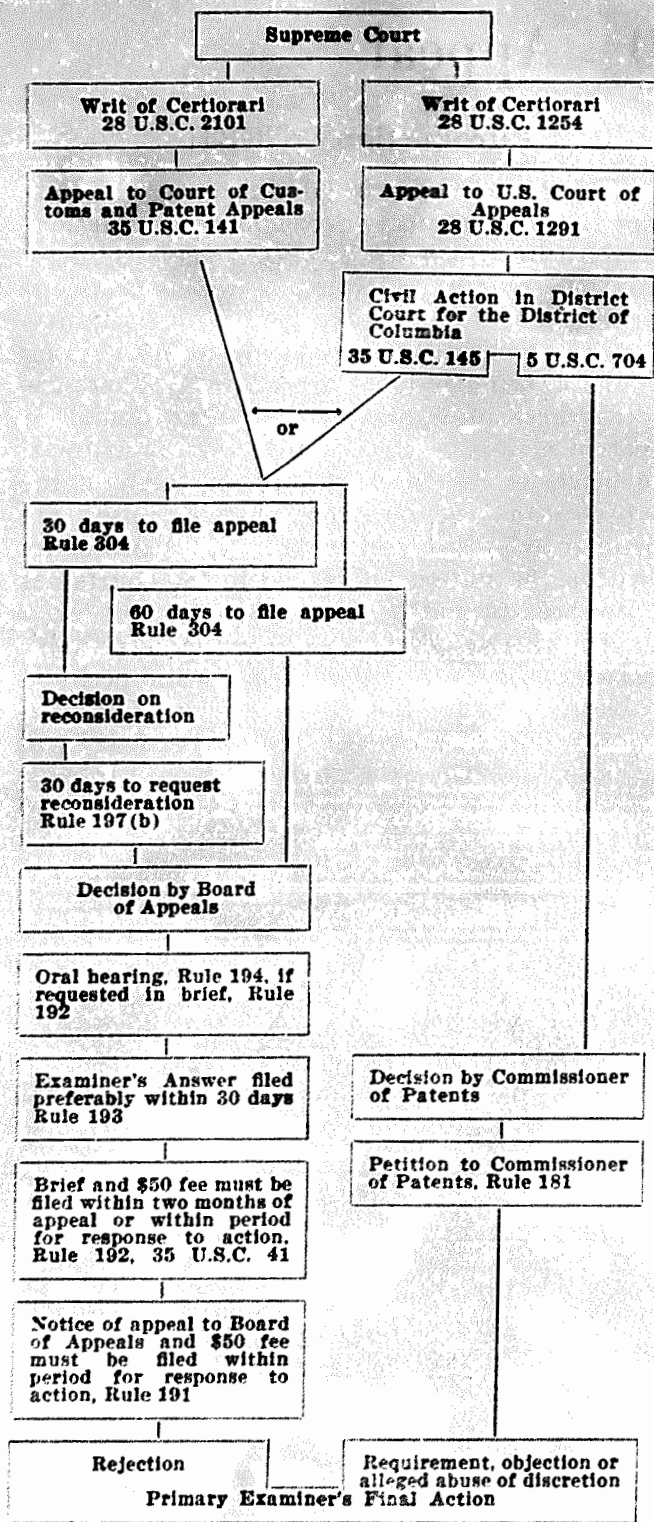 Supreme Court
Writ of Certiorari
28 U.S.C. 2101
Writ of Certiorari
28 U.S.C. 1254
Appeal to Court of Cus-
toms and Patent Appeals
35 U.S.C. 141
Appeal to U.S. Court of
Appeals
28 U.S.C. 1291
Civil Action in District
Court for the District of
Columbia
35 U.S.C. 145
5 U.S.C. 704
or
30 days to file appeal
Rule 304
60 days to file appeal
Rule 304
Decision on
reconsideration
30 days to request
reconsideration
Rule 197(b)
Decision by Board
of Appeals
Oral hearing, Rule 194, if
requested in brief, Rule
192
Examiner's Answer filed
preferably within 30 days
Rule 193
Decision by Commissioner
of Patents
Petition to Commissioner
of Patents, Rule 181
Brief and $50 fee must be
filed within two months of
appeal or within period
for response to action.
Rule 192, 35 U.S.C. 41
Notice of appeal to Board
of Appeals and $50 fee
must be filed within
period for response to
action, Rule 191
Rejection
Requirement, objection or
alleged abuse of discretion
Primary Examiner's Final Action